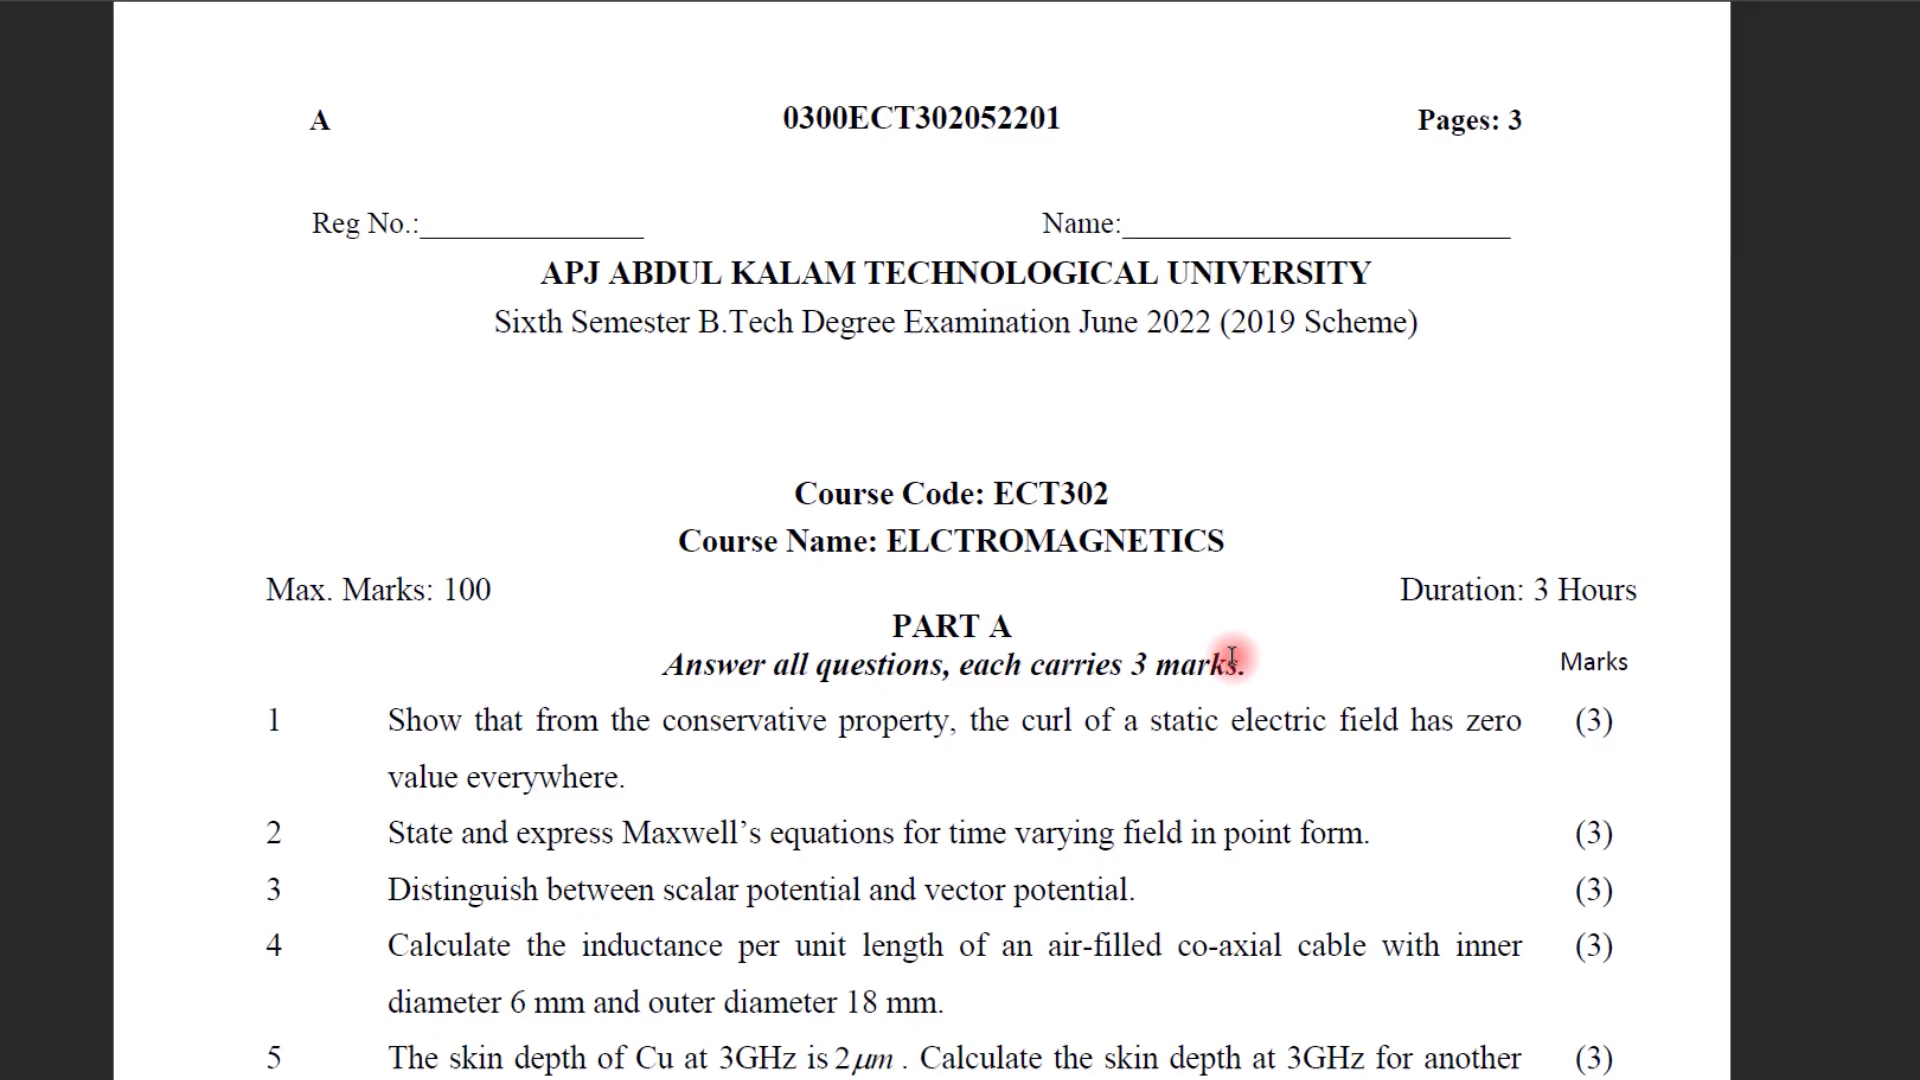 A 0300ECT302052201 Pages: 3
Reg No.:_______________ Name:__________________________
APJ ABDUL KALAM TECHNOLOGICAL UNIVERSITY
Sixth Semester B.Tech Degree Examination June 2022 (2019 Scheme)
Course Code: ECT302
Course Name: ELCTROMAGNETICS
Max. Marks: 100 Duration: 3 Hours
PART A
Answer all questions, each carries 3 marks. Marks
1 Show that from the conservative property, the curl of a static electric field has zero (3)
value everywhere.
2 State and express Maxwell’s equations for time varying field in point form. (3)
3 Distinguish between scalar potential and vector potential. (3)
4 Calculate the inductance per unit length of an air-filled co-axial cable with inner (3)
diameter 6 mm and outer diameter 18 mm.
5 The skin depth of Cu at 3GHz is 2μm . Calculate the skin depth at 3GHz for another (3)